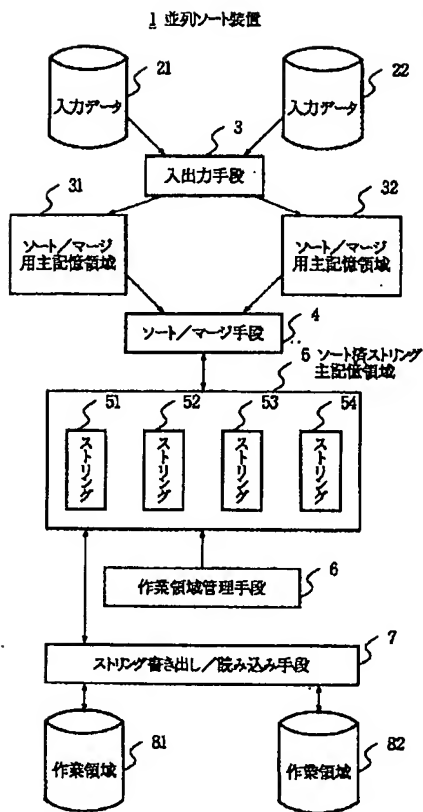 1 並列ソート装置
21
22
入力データ
入力データ
3
入出力手段
31
32
ソート／マージ
用主記憶領域
ソート／マージ
用主記憶領域
ソート／マージ手段
4
5 ソート済ストリング
主記憶領域
51
52
53
54
ストリング
ストリング
ストリング
ストリング
作業領域管理手段
6
ストリング書き出し／読み込み手段
7
81
82
作業領域
作業領域